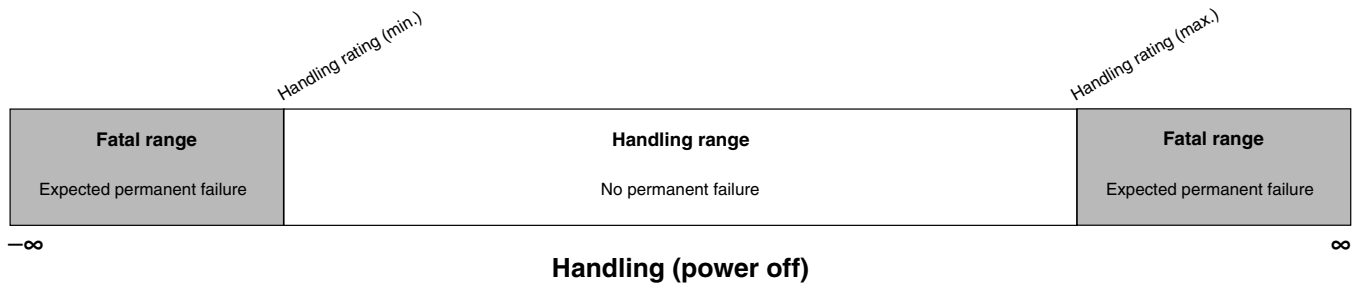 Handling rating (min.)
Handling rating (max.)
Fatal range
Handling range
Fatal range
Expected permanent failure
No permanent failure
Expected permanent failure
–∞
∞
Handling (power off)